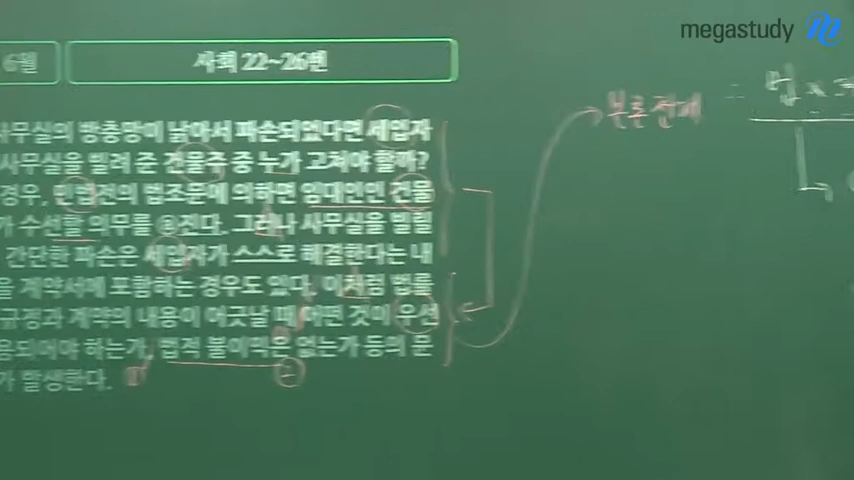 megastudy
6월
사회 22~26번
사무실의 방충망이 낡아서 파손되었다면 세입자
사무실을 빌려 준 건물주 중 누가 고쳐야 할까?
경우, 민법전의 법조문에 의하면 임대인인 건물
가 수선할 의무를 ⓐ진다. 그러나 사무실을 빌릴
간단한 파손은 세입자가 스스로 해결한다는 내
을 계약서에 포함하는 경우도 있다. 이처럼 법률
규정과 계약의 내용이 어긋날 때 어떤 것이 우선
용되어야 하는가, 법적 불이익은 없는가 등의 문
가 발생한다.
① ②
본론 전개